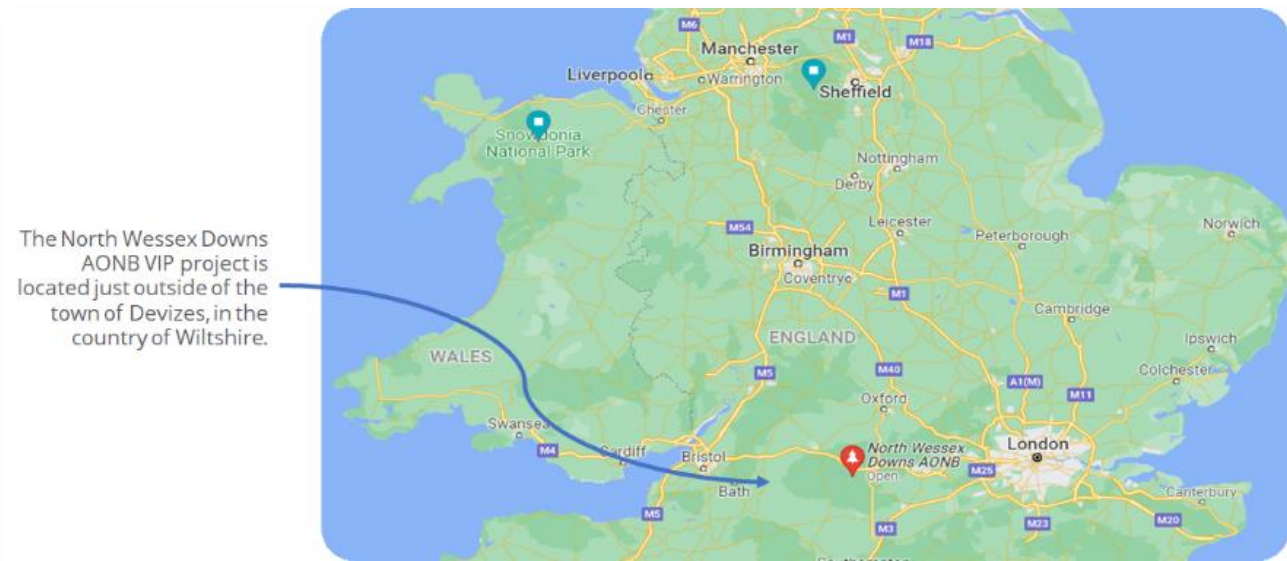 The North Wessex Downs
AONB VIP project is
located just outside of the
town of Devizes, in the
country of Wiltshire.
M6
M1
M18
Manchester
Liverpool
Warrington
Sheffield
Chester
Snowdonia
National Park
Nottingham
Derby
M54
Leicester
Peterborough
Norwich
Birmingham
Coventry
M1
Cambridge
ENGLAND
Ipswich
WALES
M5
M40
A1(M)
M11
Colchester
Oxford
Swansea
M4
Cardiff
Bristol
North Wessex
Downs AONB
Open
London
M25
Bath
Canterbury
M5
M3
M23
M20